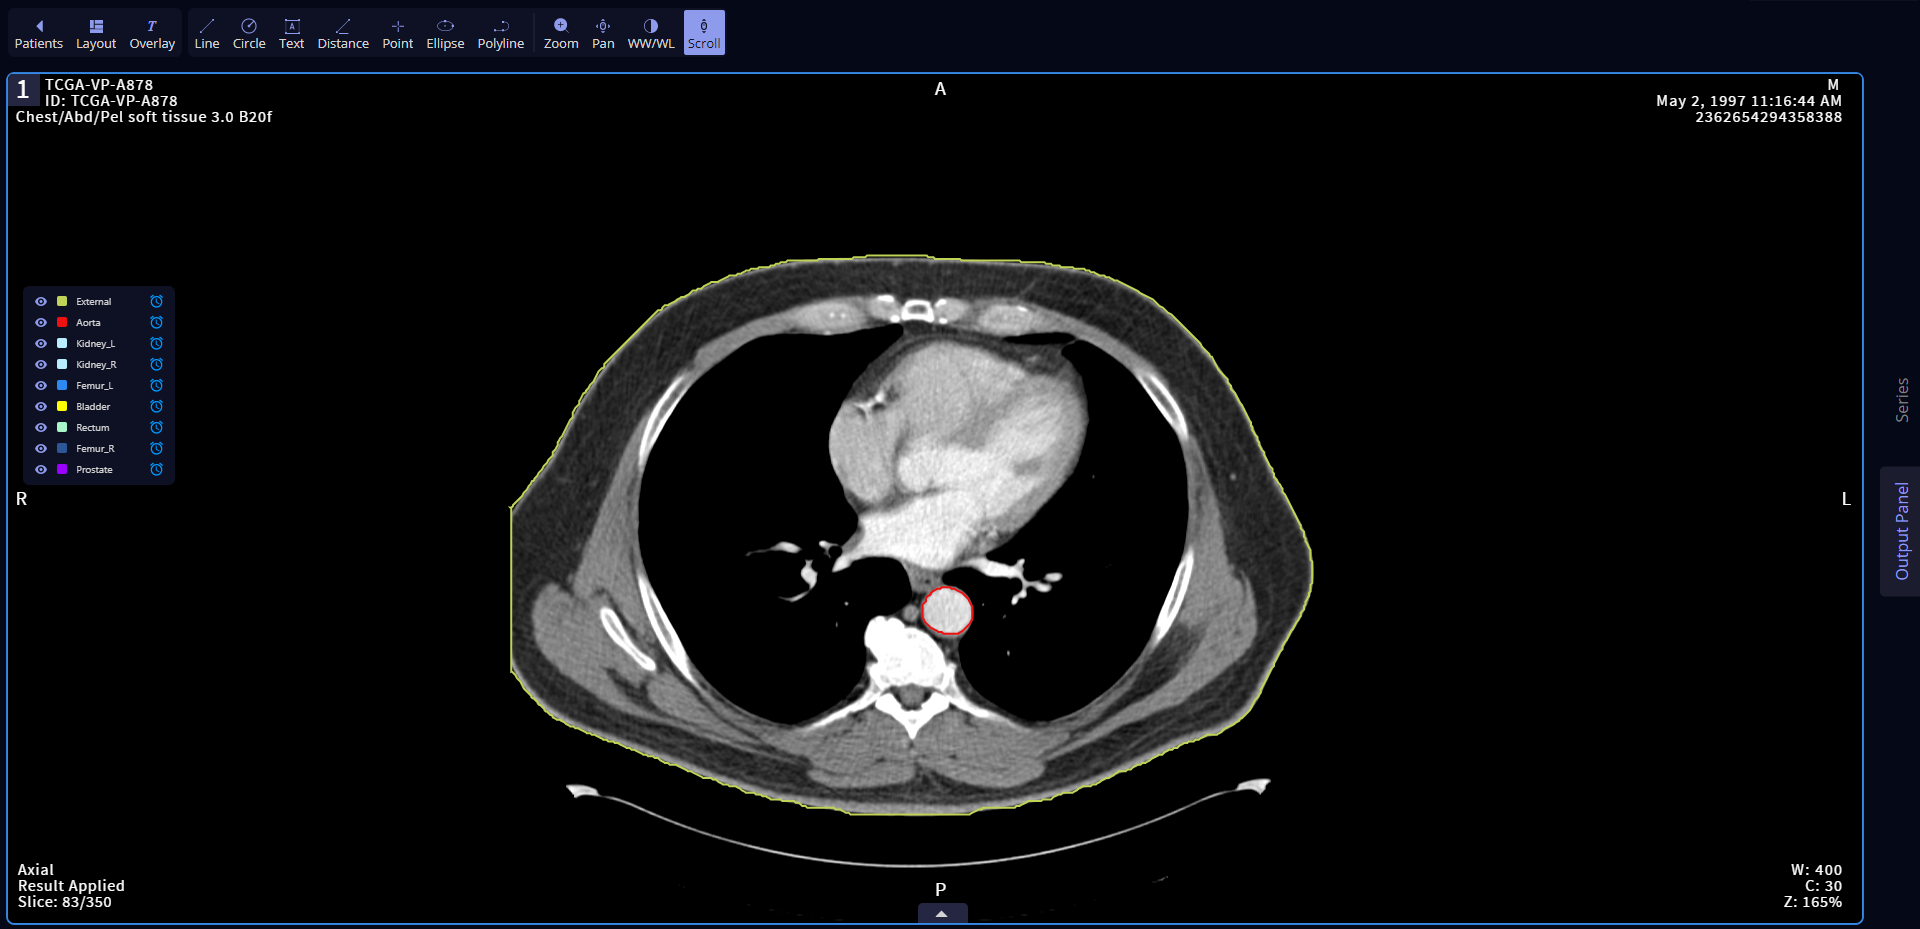 Patients Layout Overlay Line Circle Text Distance Point Ellipse Polyline Zoom Pan WW/WL Scroll
1
TCGA-VP-A878
ID: TCGA-VP-A878
Chest/Abd/Pel soft tissue 3.0 B20f
A
M
May 2, 1997 11:16:44 AM
2362654294358388
External
Aorta
Kidney_L
Kidney_R
Femur_L
Bladder
Rectum
Femur_R
Prostate
R
L
Series
Output Panel
Axial
Result Applied
Slice: 83/350
P
W: 400
C: 30
Z: 165%